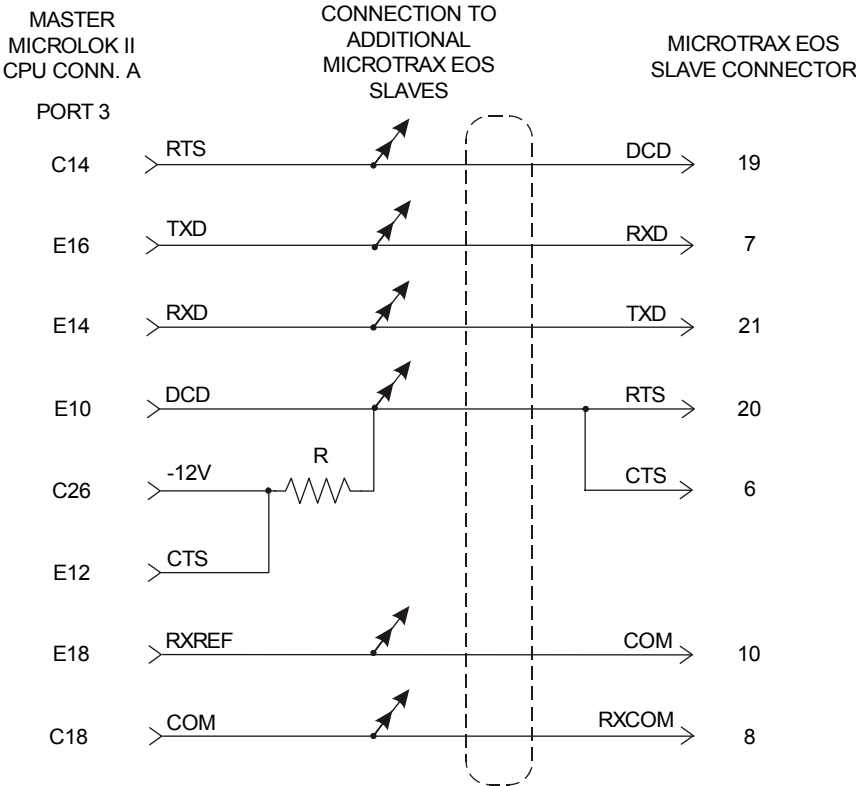 MASTER
MICROLOK II
CPU CONN. A
CONNECTION TO
ADDITIONAL
MICROTRAX EOS
SLAVES
MICROTRAX EOS
SLAVE CONNECTOR
PORT 3
C14 RTS DCD 19
E16 TXD RXD 7
E14 RXD TXD 21
E10 DCD RTS 20
R
C26 -12V CTS 6
E12 CTS
E18 RXREF COM 10
C18 COM RXCOM 8